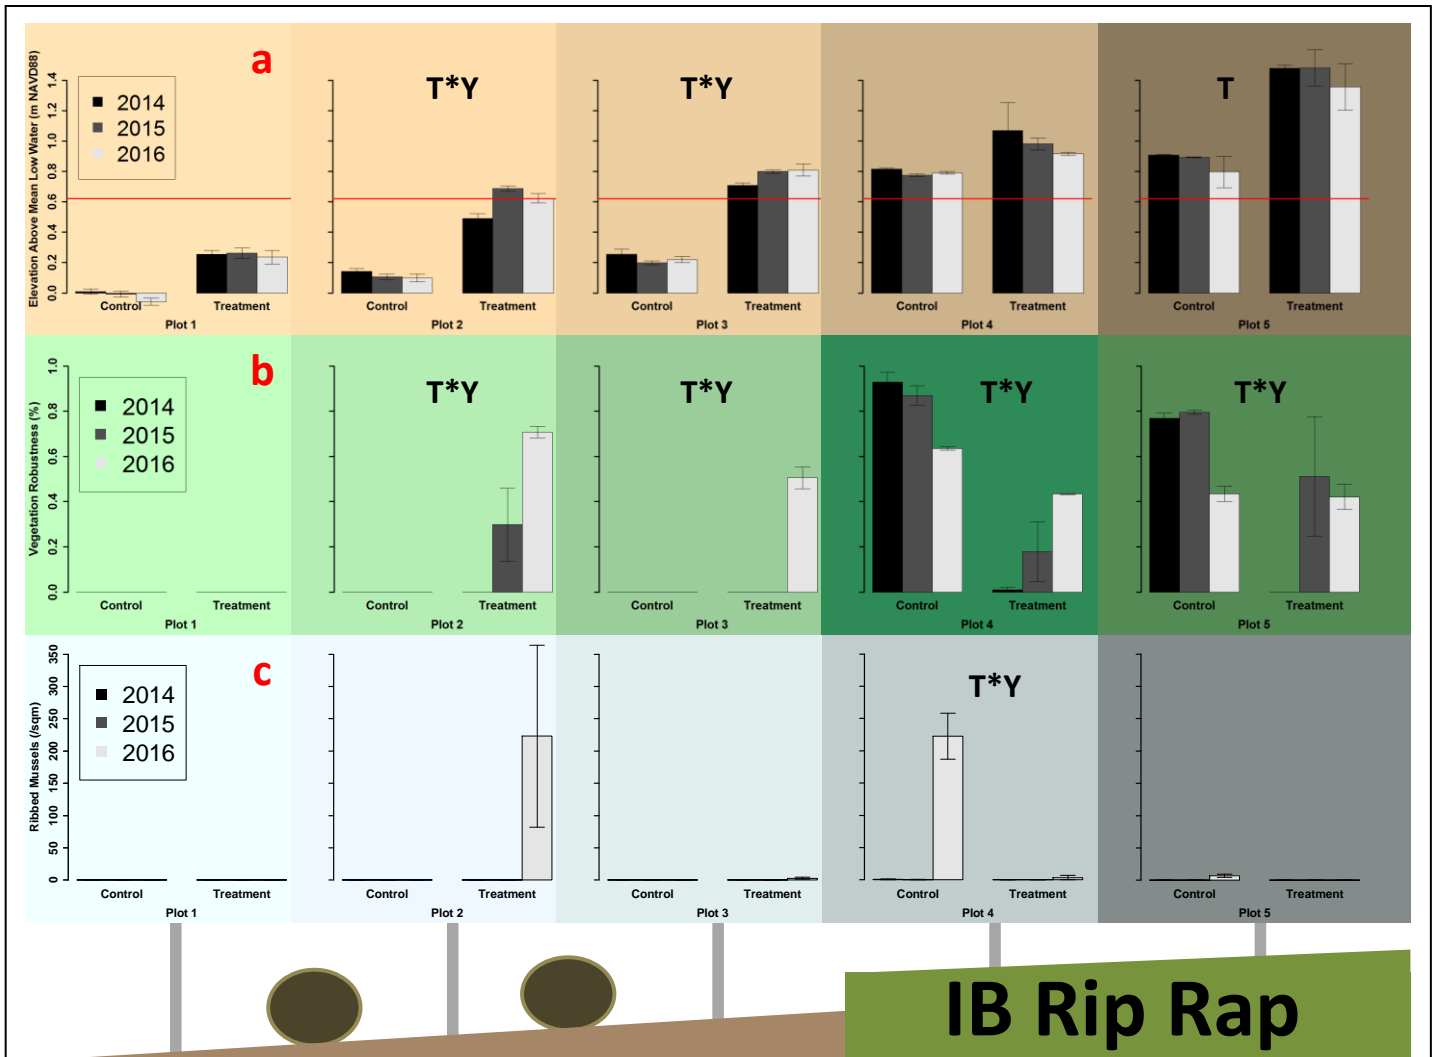 a
Elevation Above Mean Low Water (m NAVD88)
0.0 0.2 0.4 0.6 0.8 1.0 1.2 1.4
2014
2015
2016
T*Y
T*Y
T
Control Treatment Control Treatment Control Treatment Control Treatment Control Treatment
Plot 1 Plot 2 Plot 3 Plot 4 Plot 5
b
Vegetation Robustness (%)
0.0 0.2 0.4 0.6 0.8 1.0
2014
2015
2016
T*Y
T*Y
T*Y
T*Y
Control Treatment Control Treatment Control Treatment Control Treatment Control Treatment
Plot 1 Plot 2 Plot 3 Plot 4 Plot 5
c
Ribbed Mussels (/sqm)
0 50 100 150 200 250 300 350
2014
2015
2016
T*Y
Control Treatment Control Treatment Control Treatment Control Treatment Control Treatment
Plot 1 Plot 2 Plot 3 Plot 4 Plot 5
IB Rip Rap